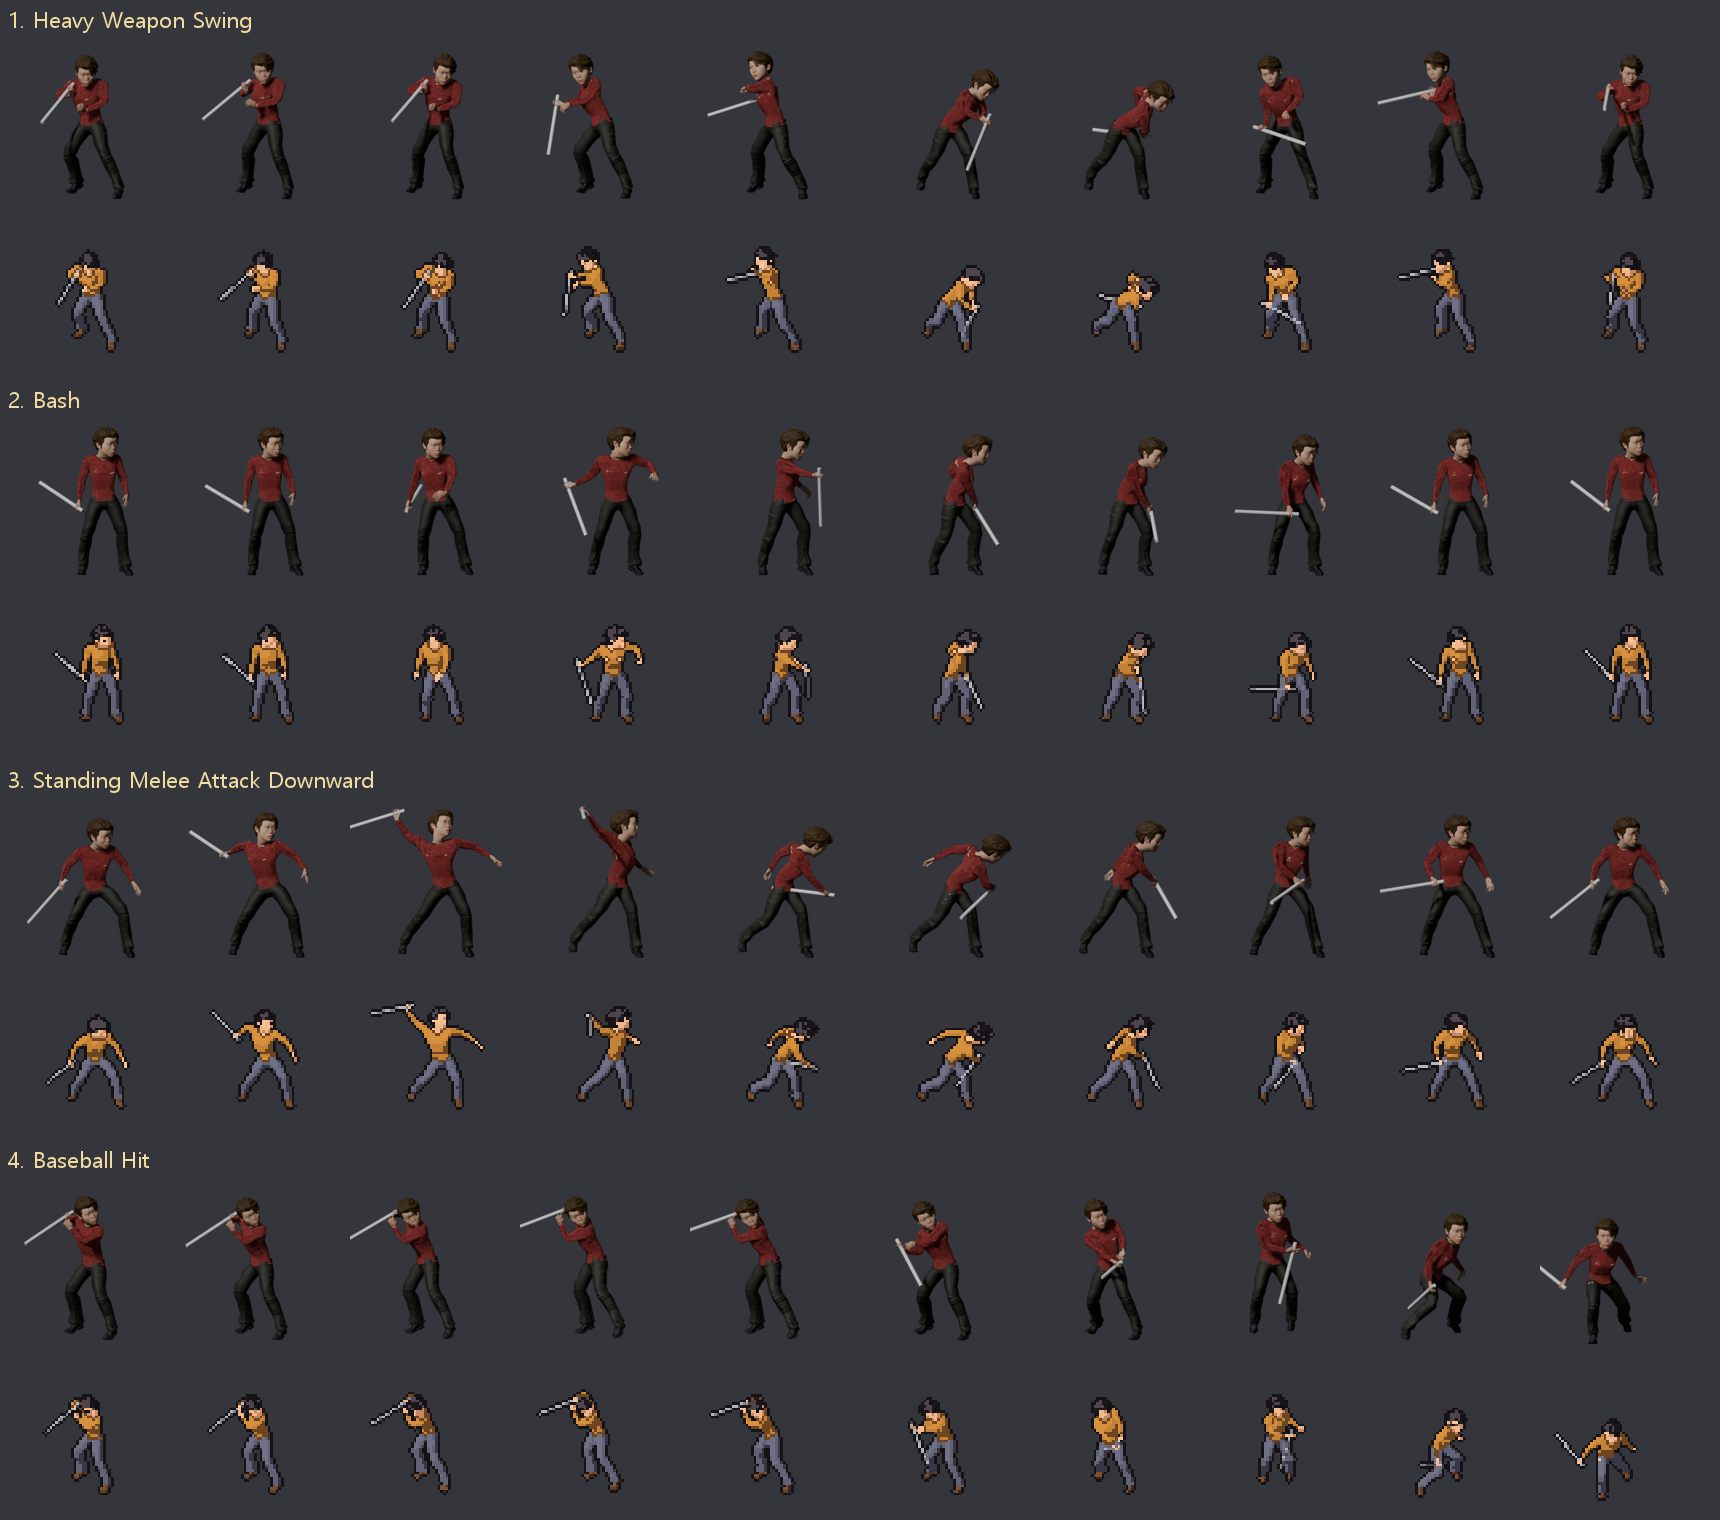 1. Heavy Weapon Swing
2. Bash
3. Standing Melee Attack Downward
4. Baseball Hit